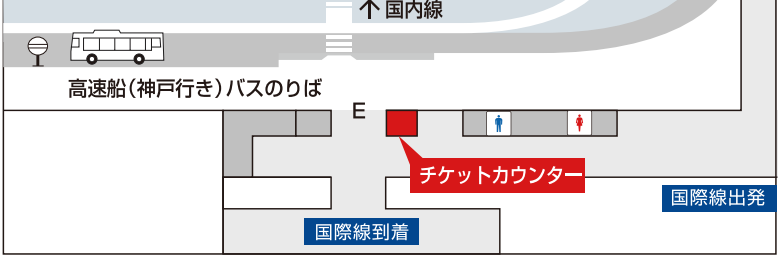 ↑国内線
高速船(神戸行き)バスのりば
E
チケットカウンター
国際線出発
国際線到着